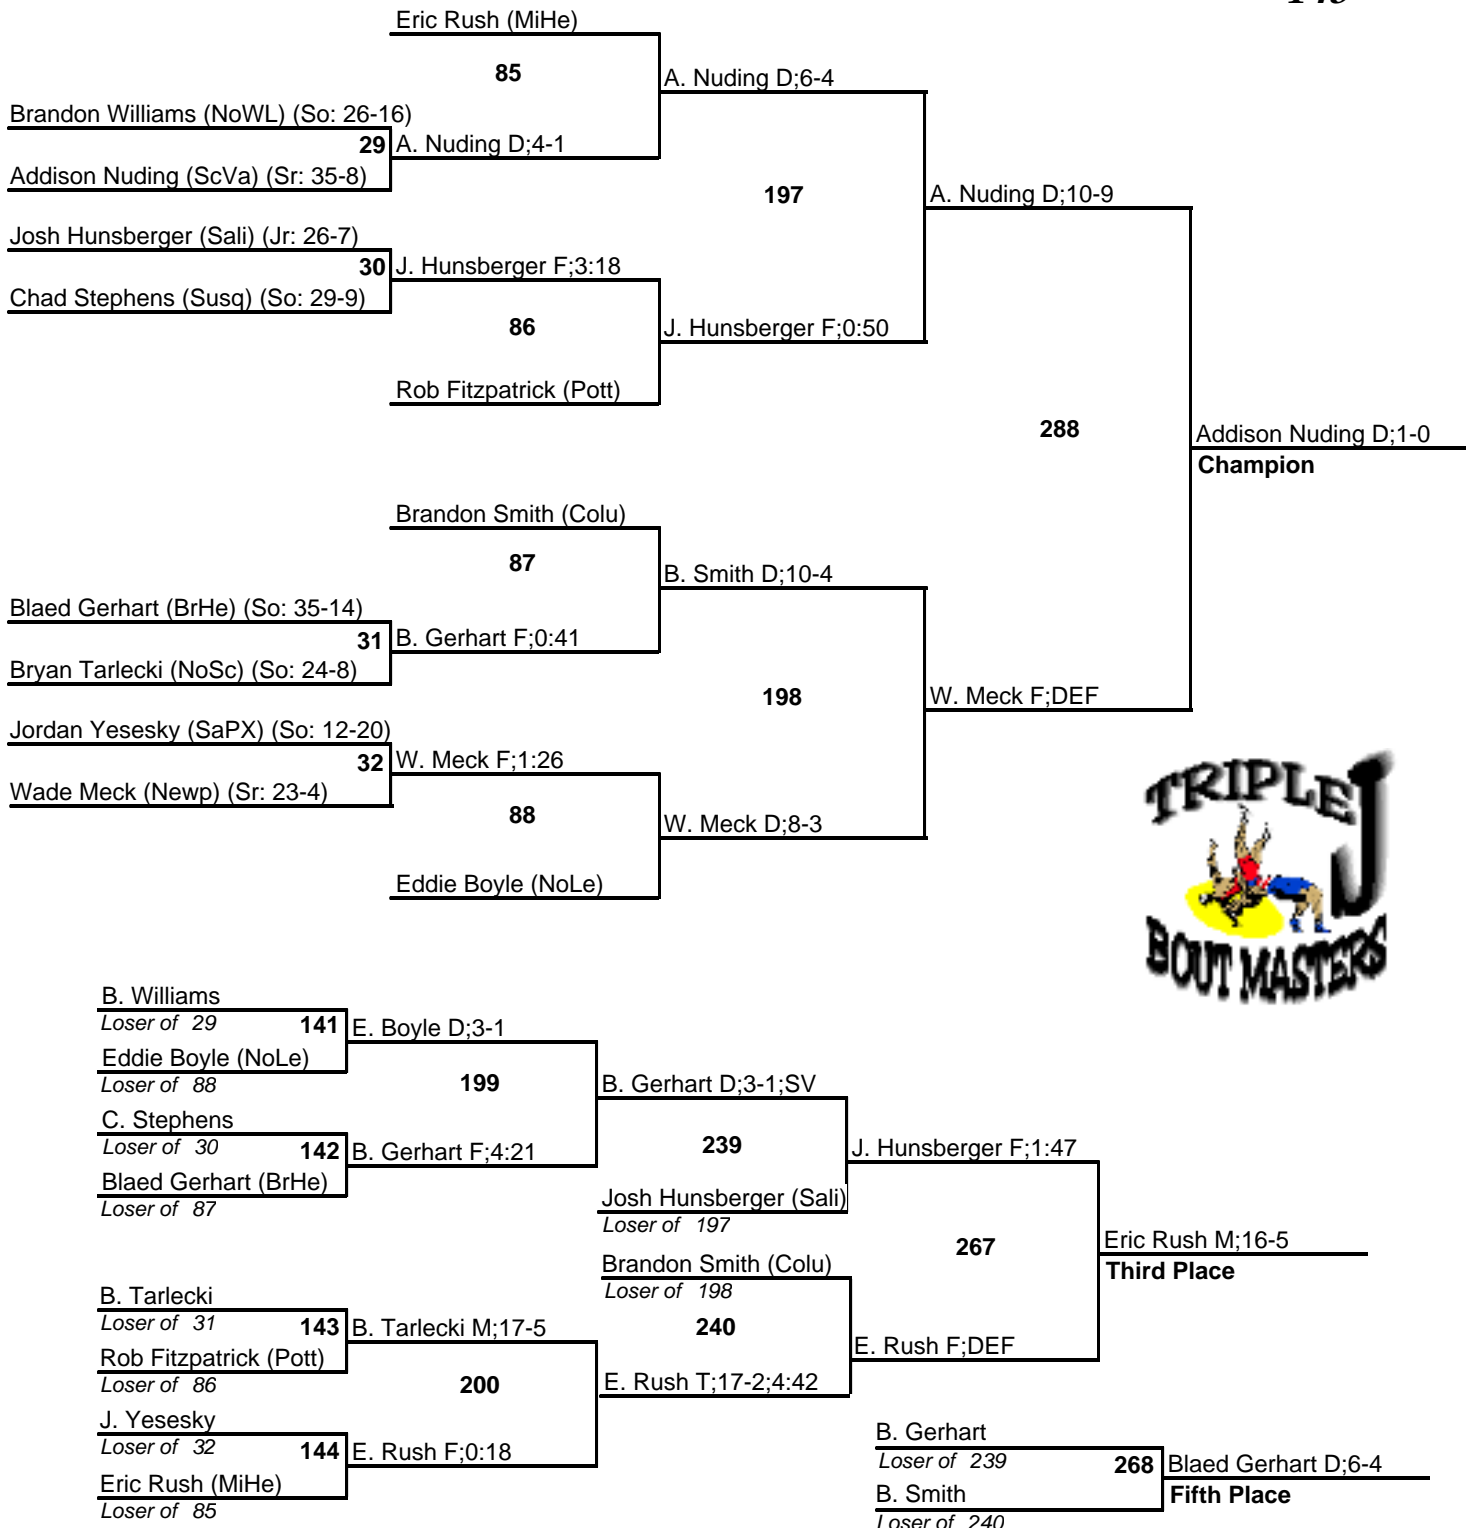 Eric Rush (MiHe)
85
A. Nuding D;6-4
Brandon Williams (NoWL) (So: 26-16)
29 A. Nuding D;4-1
Addison Nuding (ScVa) (Sr: 35-8)
197
A. Nuding D;10-9
Josh Hunsberger (Sali) (Jr: 26-7)
30 J. Hunsberger F;3:18
Chad Stephens (Susq) (So: 29-9)
86
J. Hunsberger F;0:50
Rob Fitzpatrick (Pott)
288
Addison Nuding D;1-0
Champion
Brandon Smith (Colu)
87
B. Smith D;10-4
Blaed Gerhart (BrHe) (So: 35-14)
31 B. Gerhart F;0:41
Bryan Tarlecki (NoSc) (So: 24-8)
198
W. Meck F;DEF
Jordan Yesesky (SaPX) (So: 12-20)
32 W. Meck F;1:26
Wade Meck (Newp) (Sr: 23-4)
88
W. Meck D;8-3
Eddie Boyle (NoLe)
TRIPLE J
BOUT MASTERS
B. Williams
Loser of 29
141 E. Boyle D;3-1
Eddie Boyle (NoLe)
Loser of 88
199
B. Gerhart D;3-1;SV
C. Stephens
Loser of 30
142 B. Gerhart F;4:21
Blaed Gerhart (BrHe)
Loser of 87
239
J. Hunsberger F;1:47
Josh Hunsberger (Sali)
Loser of 197
267
Eric Rush M;16-5
Third Place
Brandon Smith (Colu)
Loser of 198
B. Tarlecki
Loser of 31
143 B. Tarlecki M;17-5
240
Rob Fitzpatrick (Pott)
Loser of 86
E. Rush F;DEF
200
E. Rush T;17-2;4:42
J. Yesesky
Loser of 32
144 E. Rush F;0:18
Eric Rush (MiHe)
Loser of 85
B. Gerhart
Loser of 239
268 Blaed Gerhart D;6-4
Fifth Place
B. Smith
Loser of 240